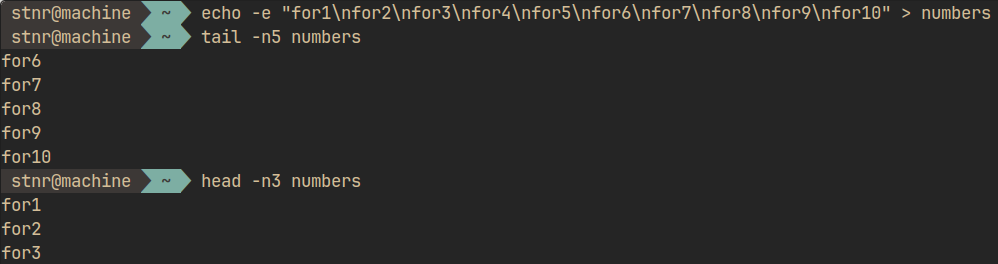 stnr@machine ~ echo -e "for1\nfor2\nfor3\nfor4\nfor5\nfor6\nfor7\nfor8\nfor9\nfor10" > numbers
stnr@machine ~ tail -n5 numbers
for6
for7
for8
for9
for10
stnr@machine ~ head -n3 numbers
for1
for2
for3